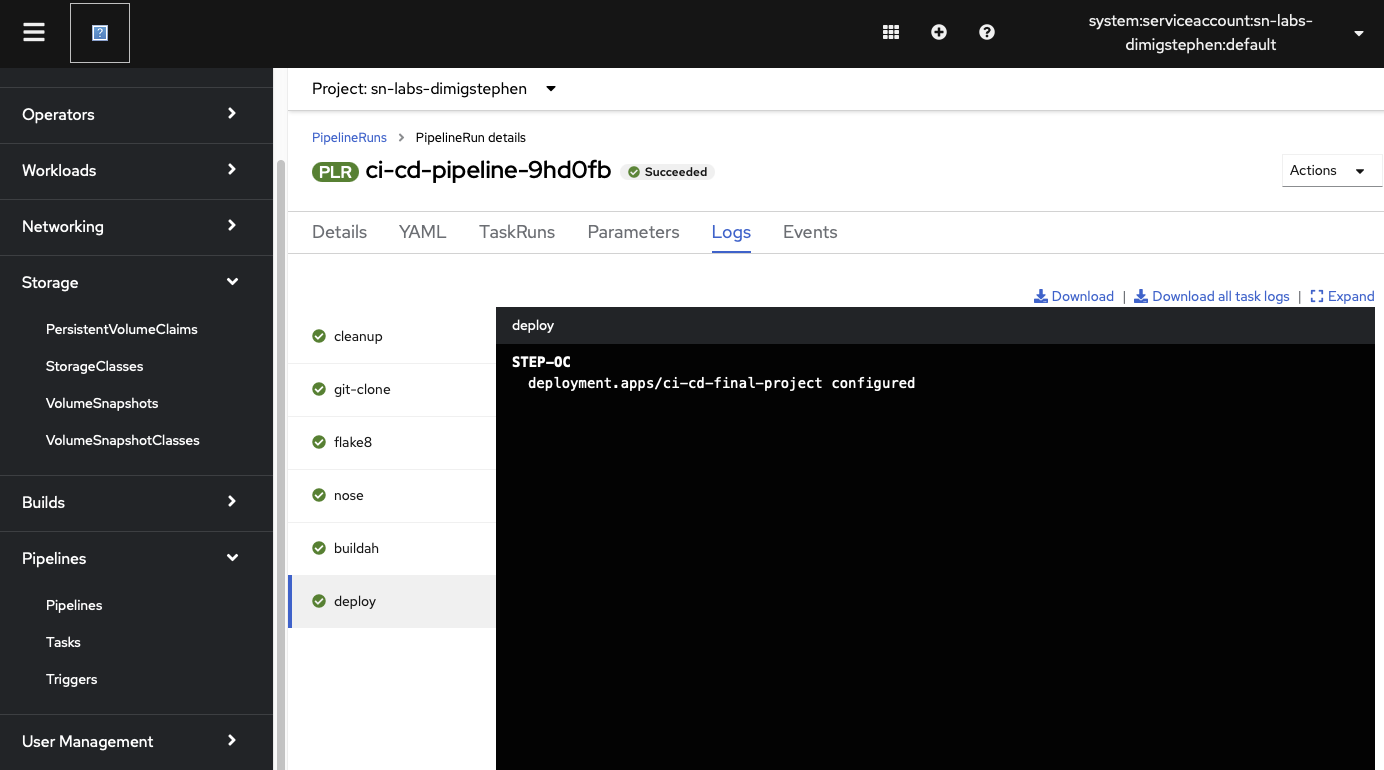 system:serviceaccount:sn-labs-
dimigstephen:default
Operators
Workloads
Networking
Storage
PersistentVolumeClaims
StorageClasses
VolumeSnapshots
VolumeSnapshotClasses
Builds
Pipelines
Pipelines
Tasks
Triggers
User Management
Project: sn-labs-dimigstephen
PipelineRuns > PipelineRun details
PLR ci-cd-pipeline-9hd0fb Succeeded
Actions
Details YAML TaskRuns Parameters Logs Events
Download | Download all task logs | Expand
cleanup
git-clone
flake8
nose
buildah
deploy
deploy
STEP-OC
deployment.apps/ci-cd-final-project configured